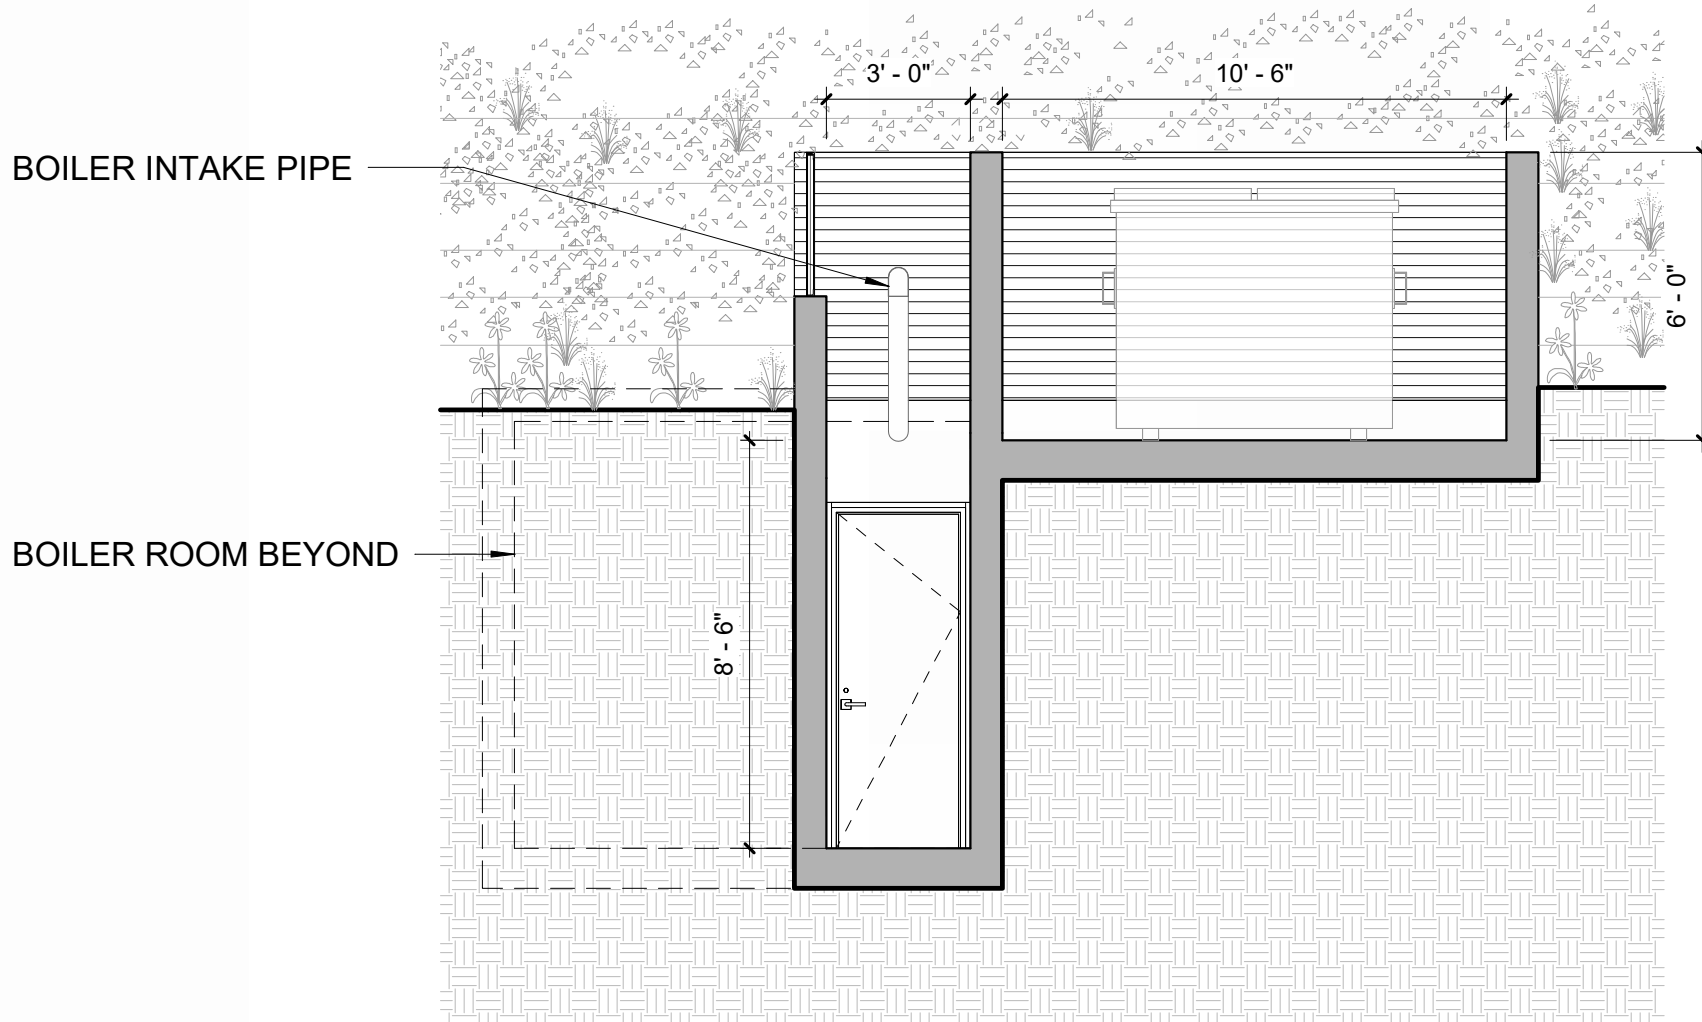 3' - 0"
10' - 6"
BOILER INTAKE PIPE
6' - 0"
BOILER ROOM BEYOND
8' - 6"